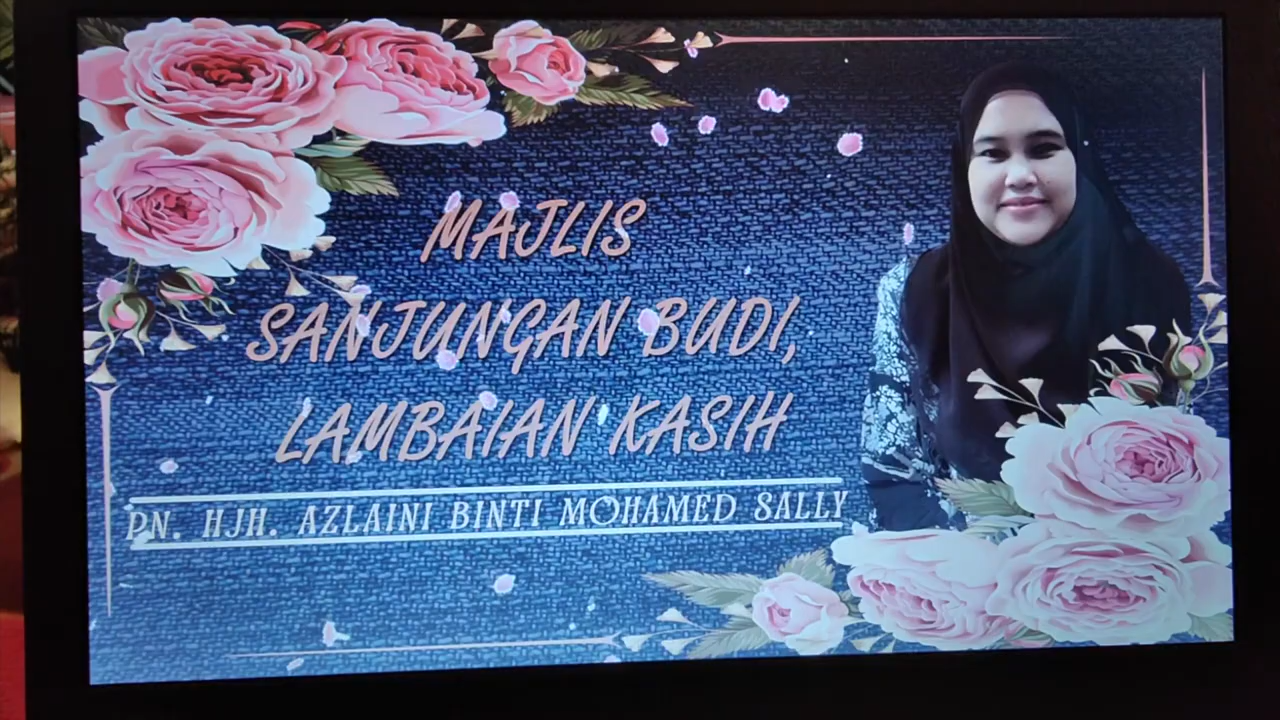 MAJLIS
SANJUNGAN BUDI,
LAMBAIAN KASIH
PN. HJH. AZLAINI BINTI MOHAMED SALLY